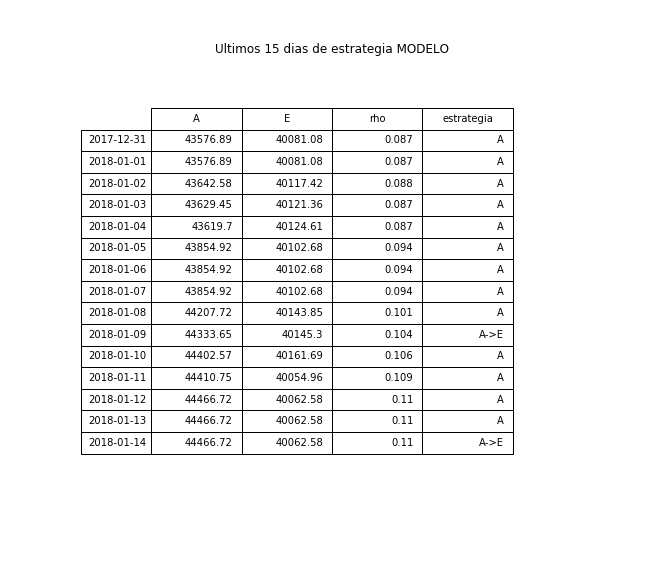 Ultimos 15 dias de estrategia MODELO
A E rho estrategia
2017-12-31 43576.89 40081.08 0.087 A
2018-01-01 43576.89 40081.08 0.087 A
2018-01-02 43642.58 40117.42 0.088 A
2018-01-03 43629.45 40121.36 0.087 A
2018-01-04 43619.7 40124.61 0.087 A
2018-01-05 43854.92 40102.68 0.094 A
2018-01-06 43854.92 40102.68 0.094 A
2018-01-07 43854.92 40102.68 0.094 A
2018-01-08 44207.72 40143.85 0.101 A
2018-01-09 44333.65 40145.3 0.104 A->E
2018-01-10 44402.57 40161.69 0.106 A
2018-01-11 44410.75 40054.96 0.109 A
2018-01-12 44466.72 40062.58 0.11 A
2018-01-13 44466.72 40062.58 0.11 A
2018-01-14 44466.72 40062.58 0.11 A->E